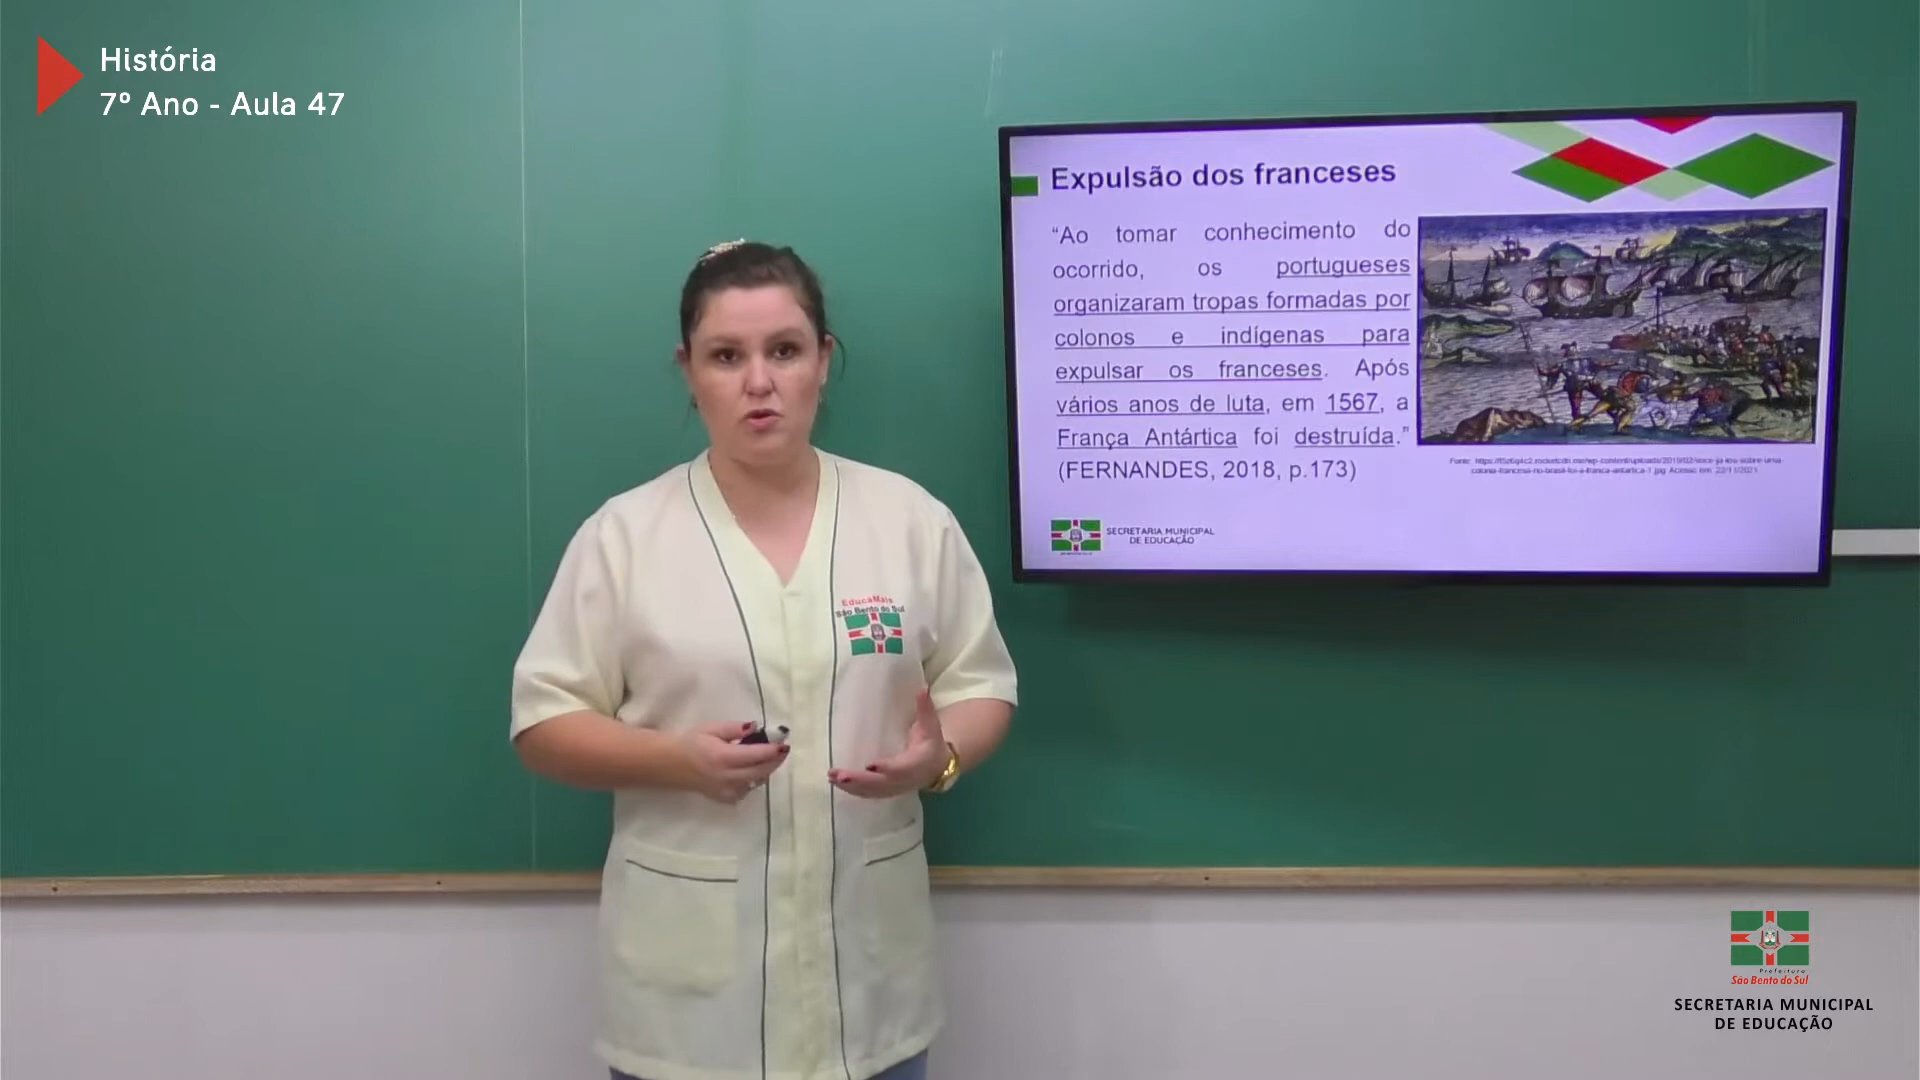 História
7º Ano - Aula 47
Expulsão dos franceses
“Ao tomar conhecimento do
ocorrido, os portugueses
organizaram tropas formadas por
colonos e indígenas para
expulsar os franceses. Após
vários anos de luta, em 1567, a
França Antártica foi destruída.”
(FERNANDES, 2018, p.173)
SECRETARIA MUNICIPAL
DE EDUCAÇÃO
EducaMais
São Bento do Sul
Prefeitura
São Bento do Sul
SECRETARIA MUNICIPAL
DE EDUCAÇÃO